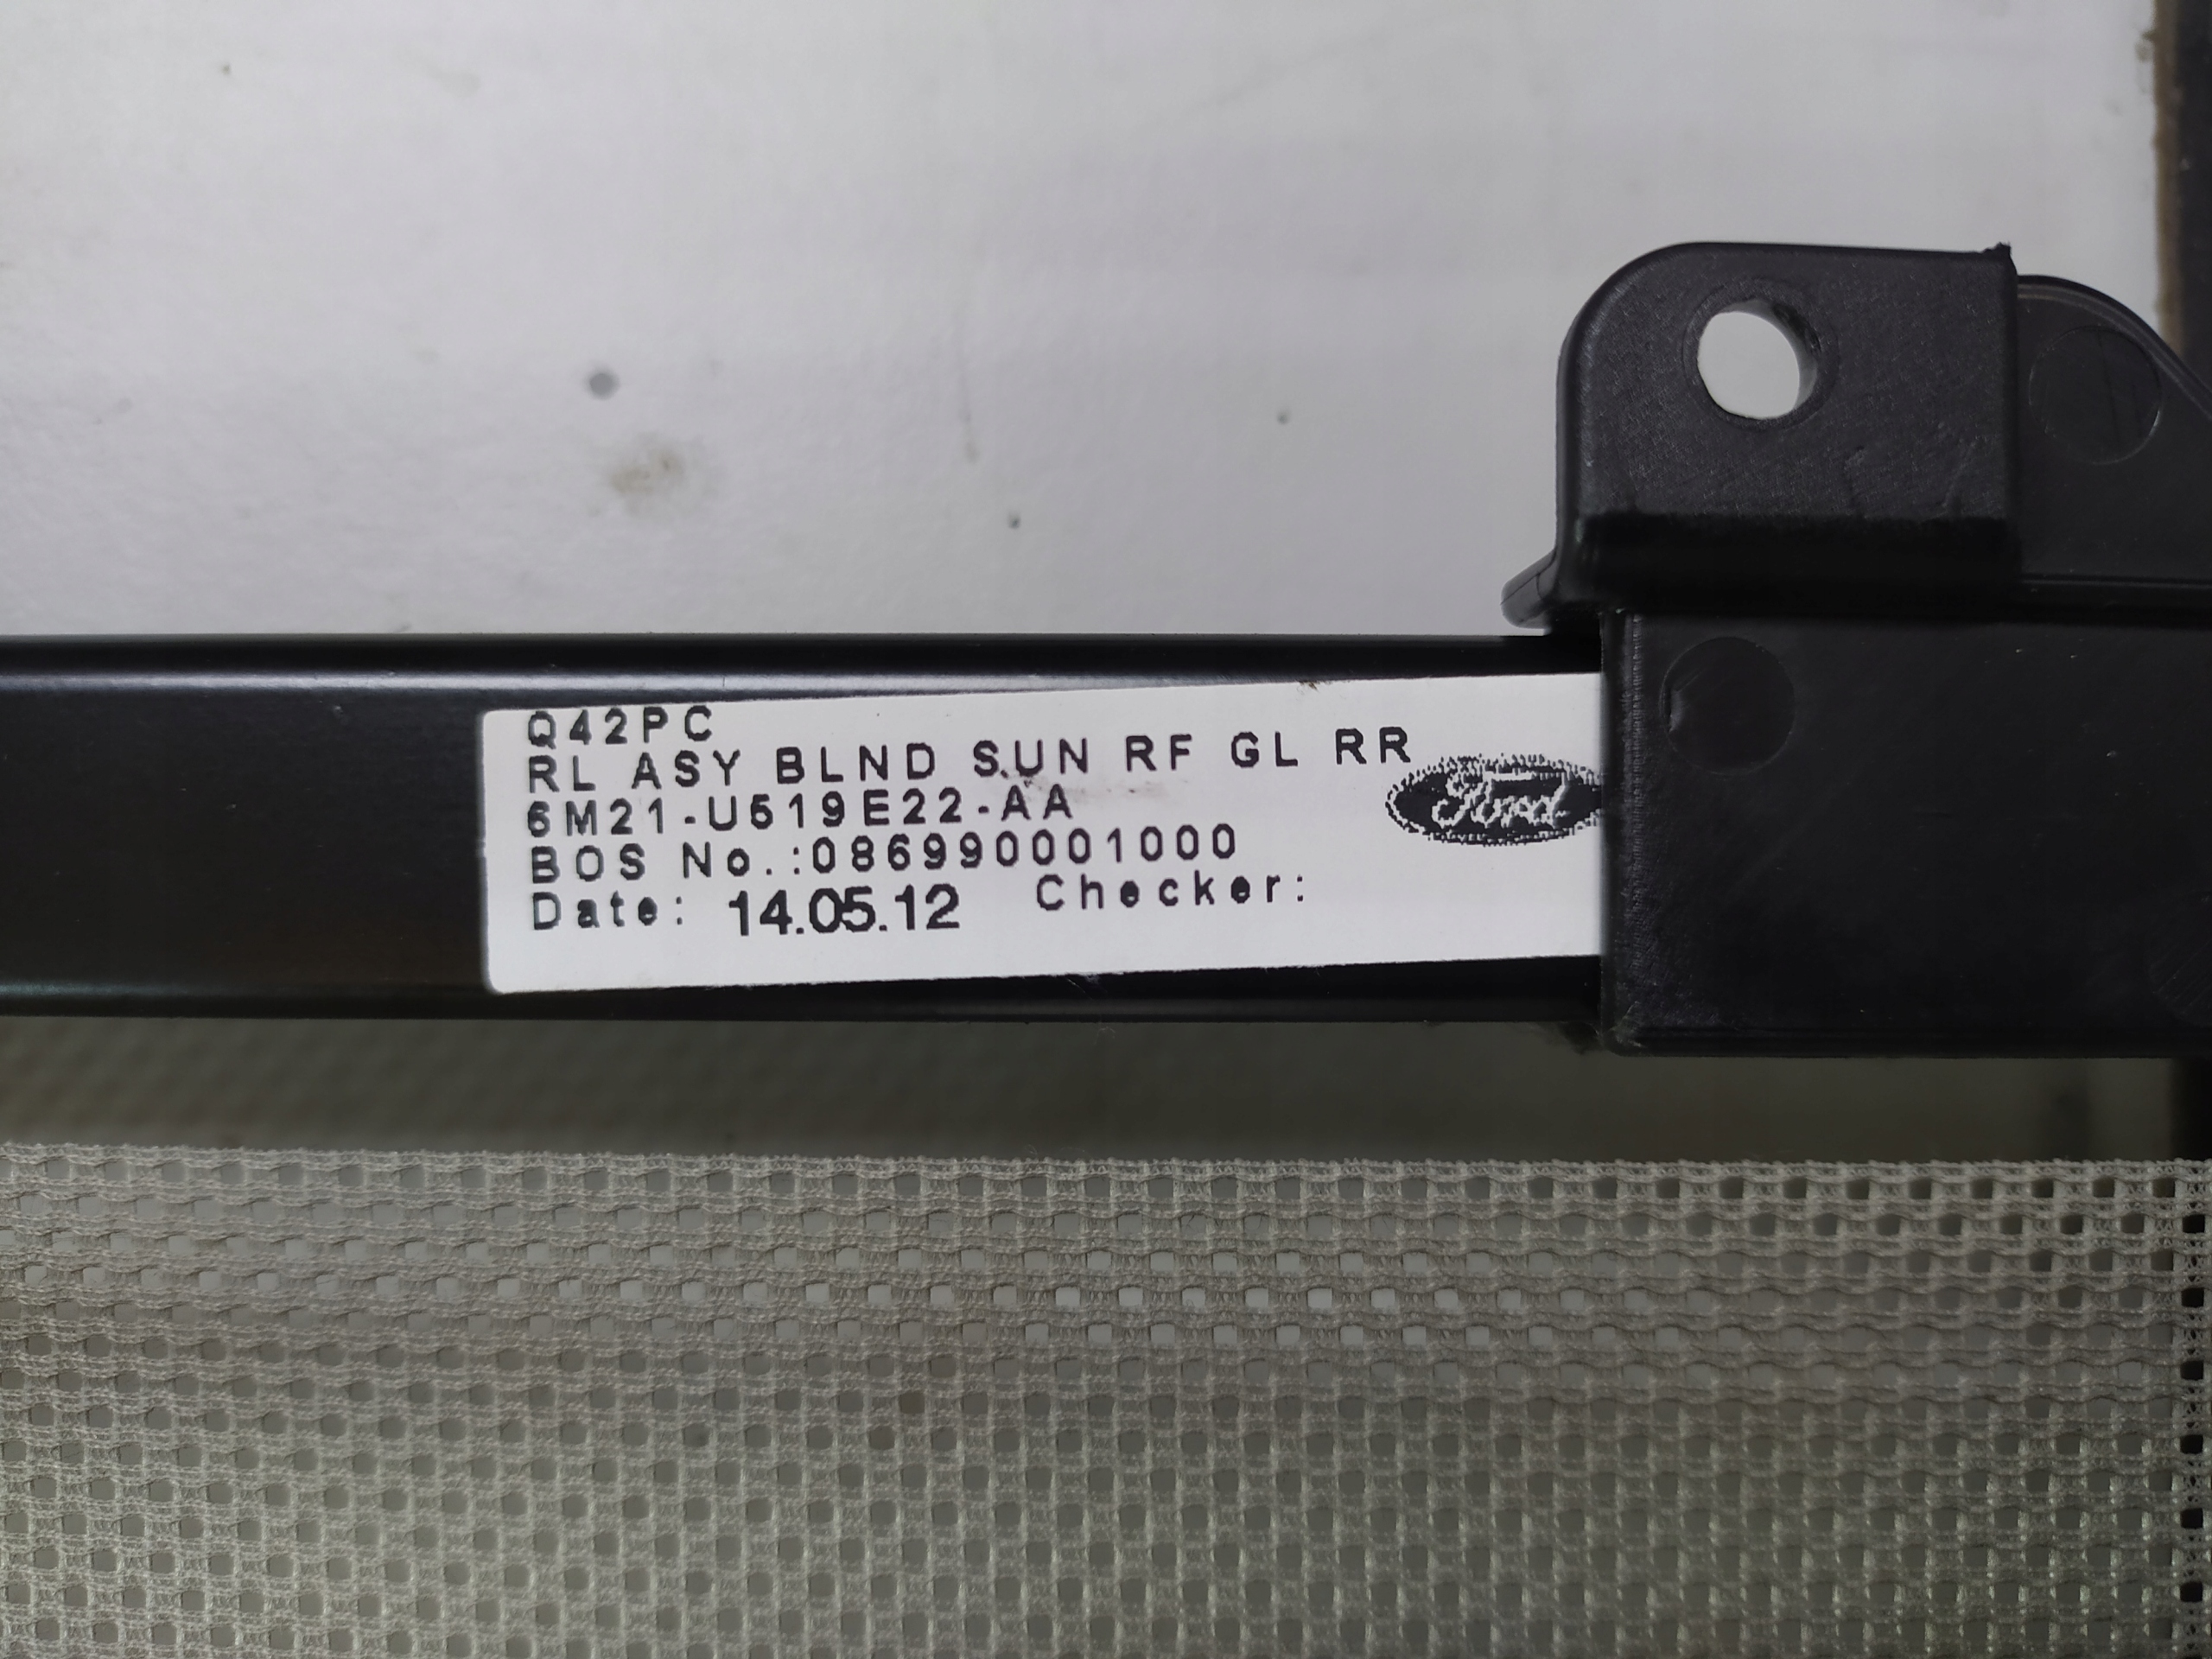 Q42PC
RL ASY BLND SUN RF GL RR
6M21-U519E22-AA
Ford
BOS No.:086990001000
Date: 14.05.12 Checker: